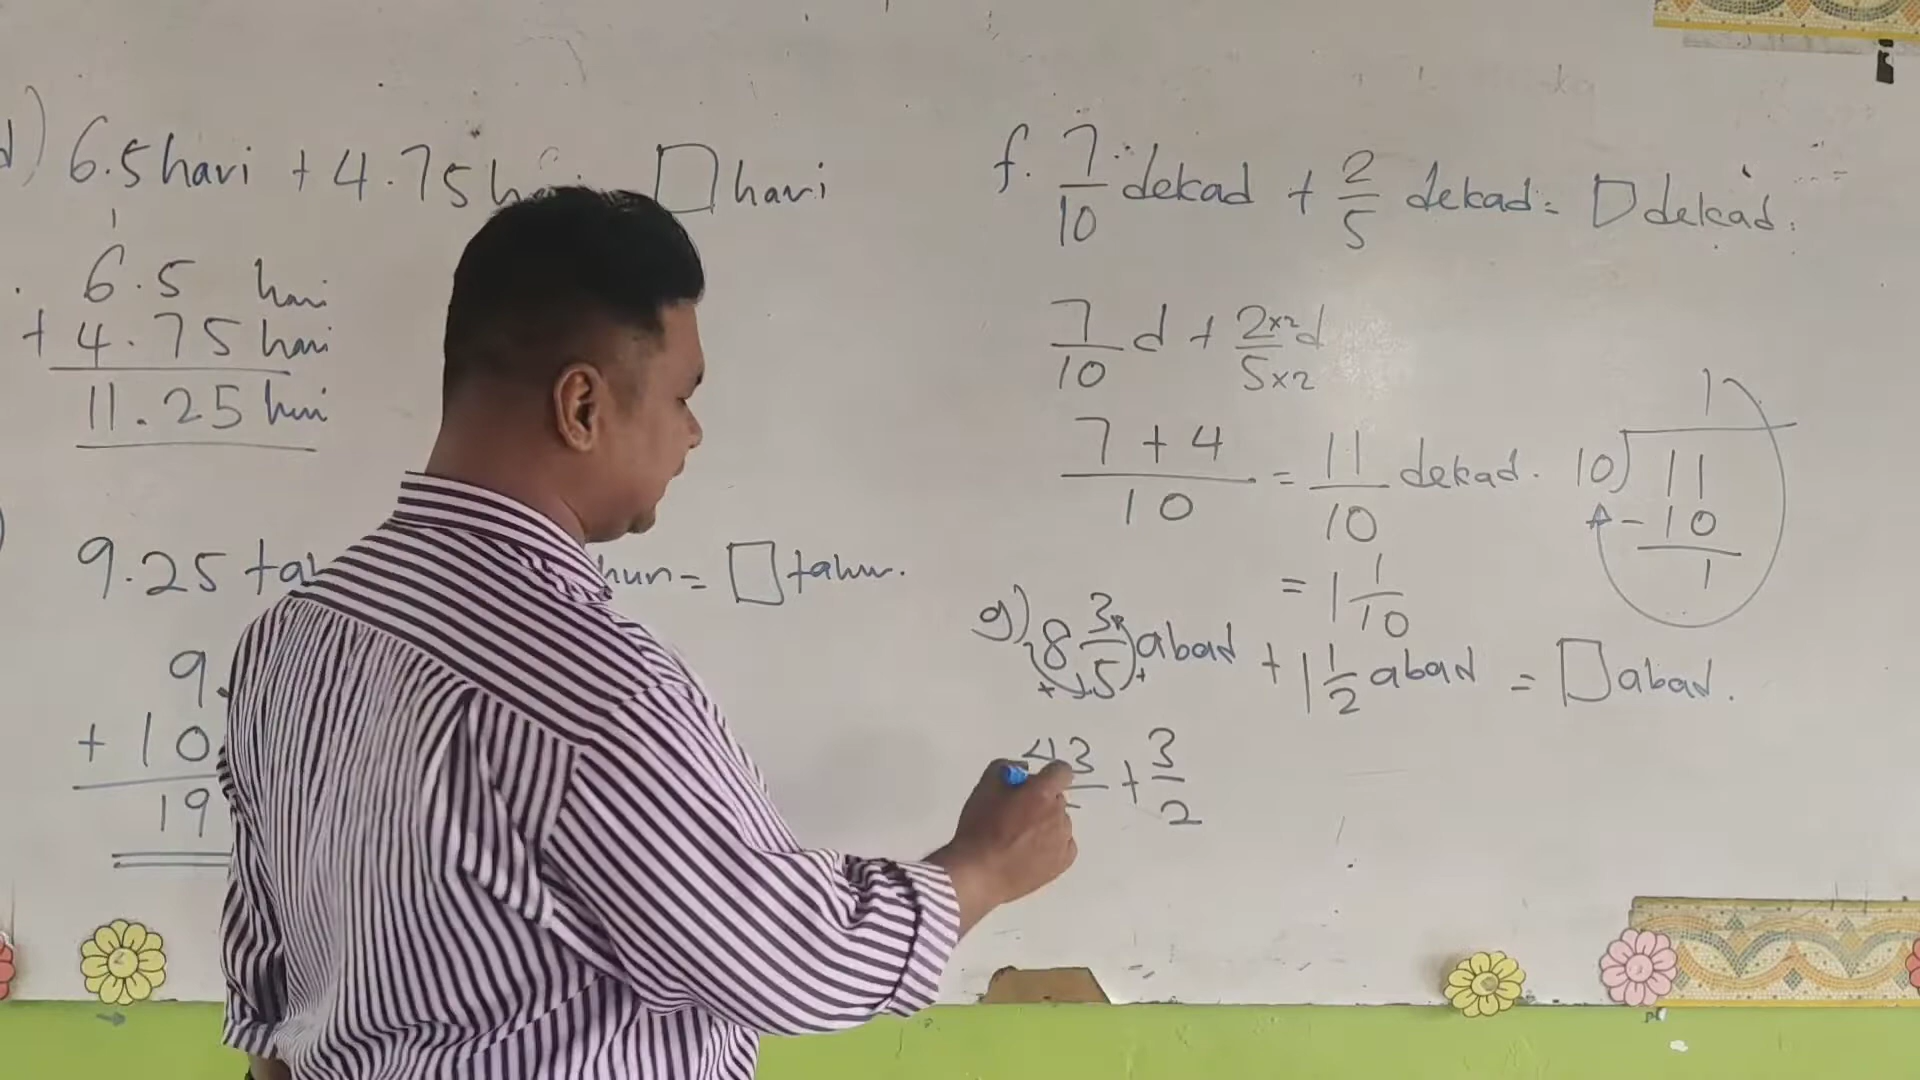 d) 6.5 hari + 4.75 □ hari
1
6.5 hari
+ 4.75 hari
11.25 hari
9.25 = □ tahun.
9.
+ 10
19
f. 7/10 dekad + 2/5 dekad = □ dekad.
7/10 d + 2×2/5×2 d
7 + 4/10 = 11/10 dekad.
= 1 1/10
1
10) 11
- 10
1
g) 8 3/5 abad + 1 1/2 abad = □ abad.
43 + 3/2